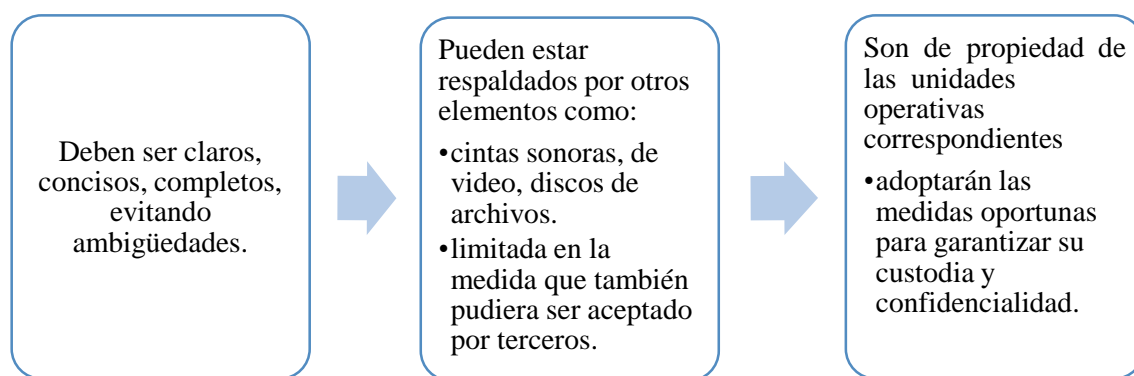 Deben ser claros,
concisos, completos,
evitando
ambigüedades.
Pueden estar
respaldados por otros
elementos como:
•cintas sonoras, de
video, discos de
archivos.
•limitada en la
medida que también
pudiera ser aceptado
por terceros.
Son de propiedad de
las unidades
operativas
correspondientes
•adoptarán las
medidas oportunas
para garantizar su
custodia y
confidencialidad.